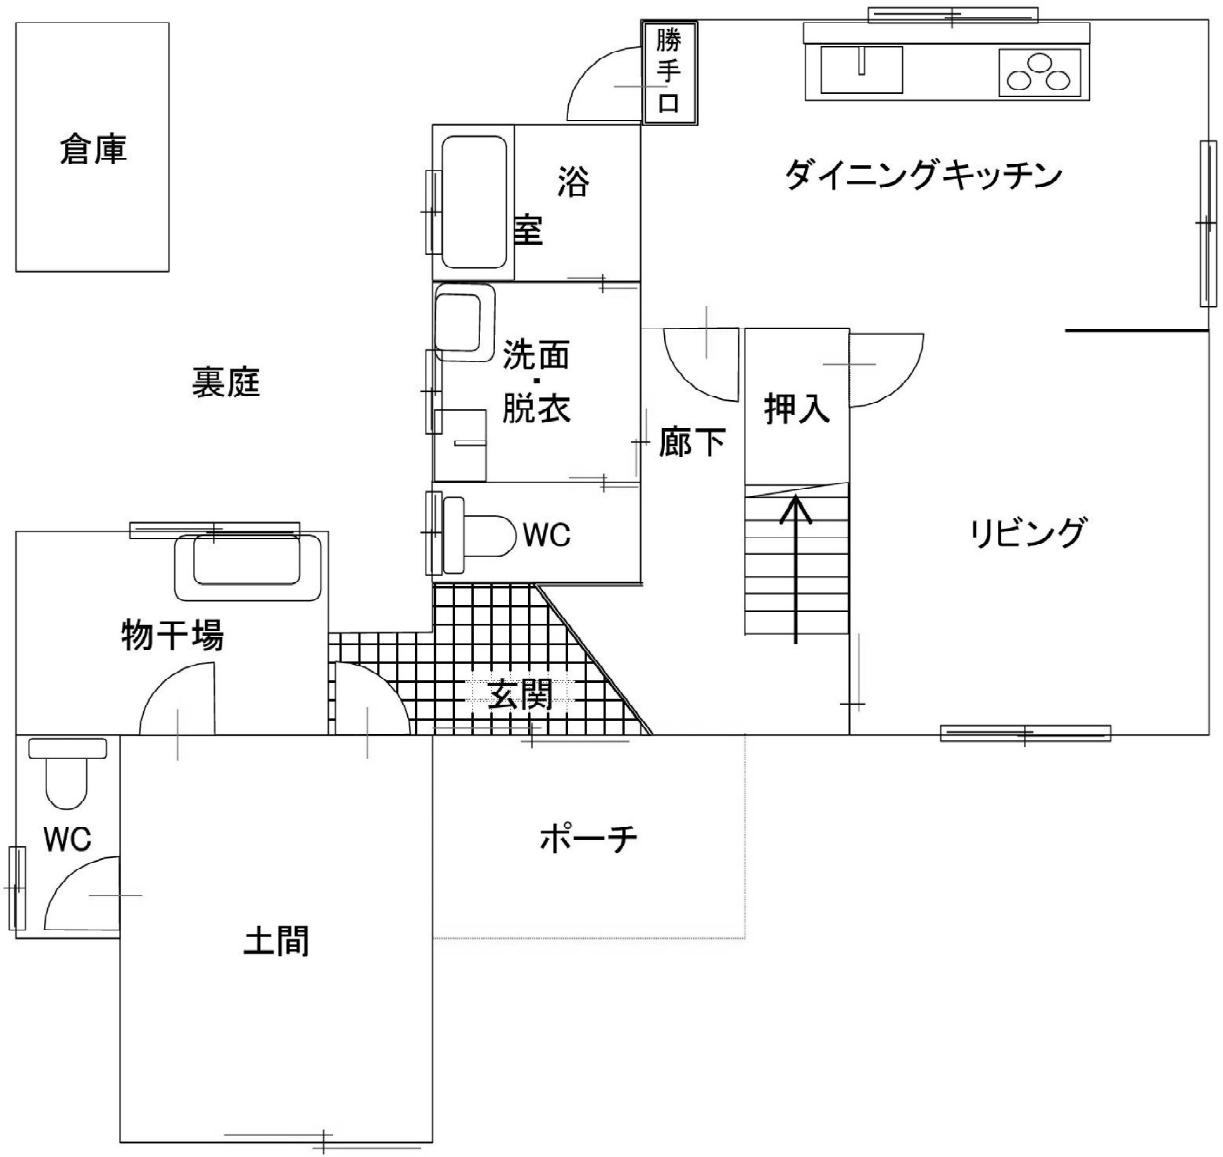 勝手口
倉庫
ダイニングキッチン
浴室
洗面・脱衣
裏庭
押入
廊下
WC
リビング
物干場
玄関
WC
ポーチ
土間